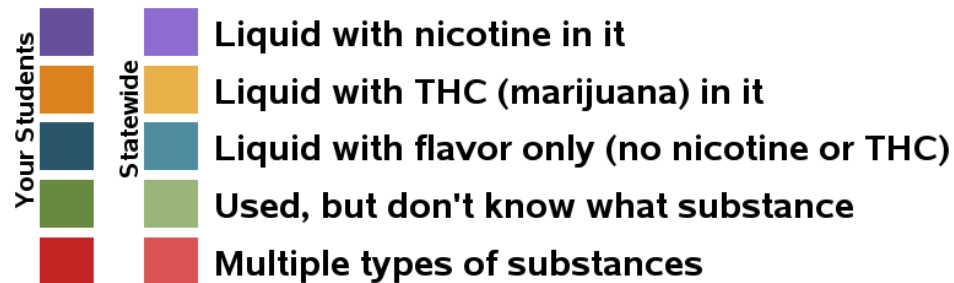 Your Students
Statewide
Liquid with nicotine in it
Liquid with THC (marijuana) in it
Liquid with flavor only (no nicotine or THC)
Used, but don't know what substance
Multiple types of substances